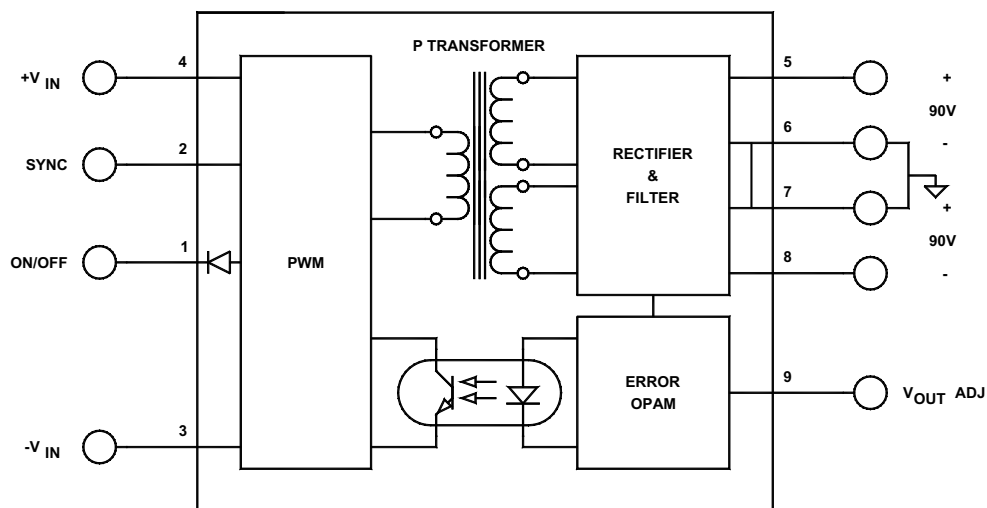 P TRANSFORMER
4
+V IN
2
SYNC
1
ON/OFF
3
-V IN
PWM
RECTIFIER
&
FILTER
ERROR
OPAM
5
+
90V
6
-
7
+
90V
8
-
9
VOUT ADJ